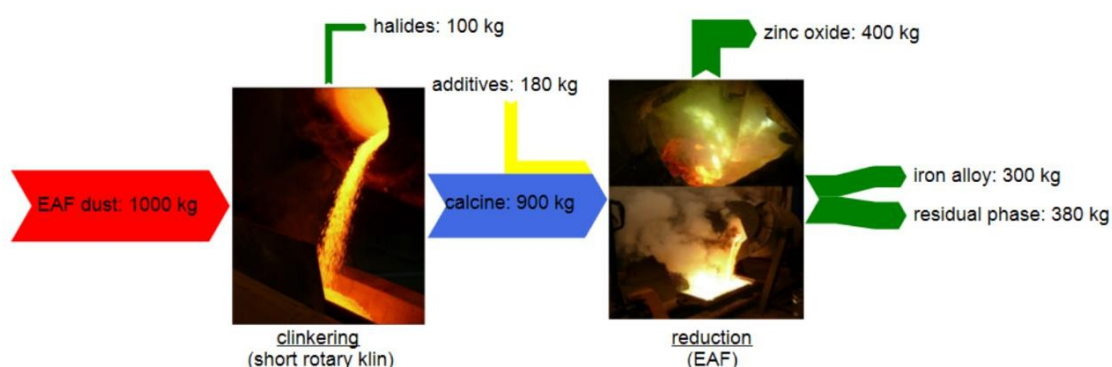 halides: 100 kg
zinc oxide: 400 kg
additives: 180 kg
EAF dust: 1000 kg
calcine: 900 kg
iron alloy: 300 kg
residual phase: 380 kg
clinkering
(short rotary klin)
reduction
(EAF)